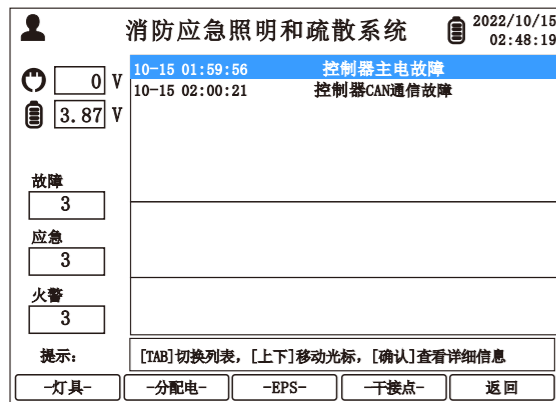 消防应急照明和疏散系统
2022/10/15
02:48:19
0 V
3.87 V
10-15 01:59:56 控制器主电故障
10-15 02:00:21 控制器CAN通信故障
故障
3
应急
3
火警
3
提示: [TAB]切换列表，[上下]移动光标，[确认]查看详细信息
-灯具- -分配电- -EPS- -干接点- 返回